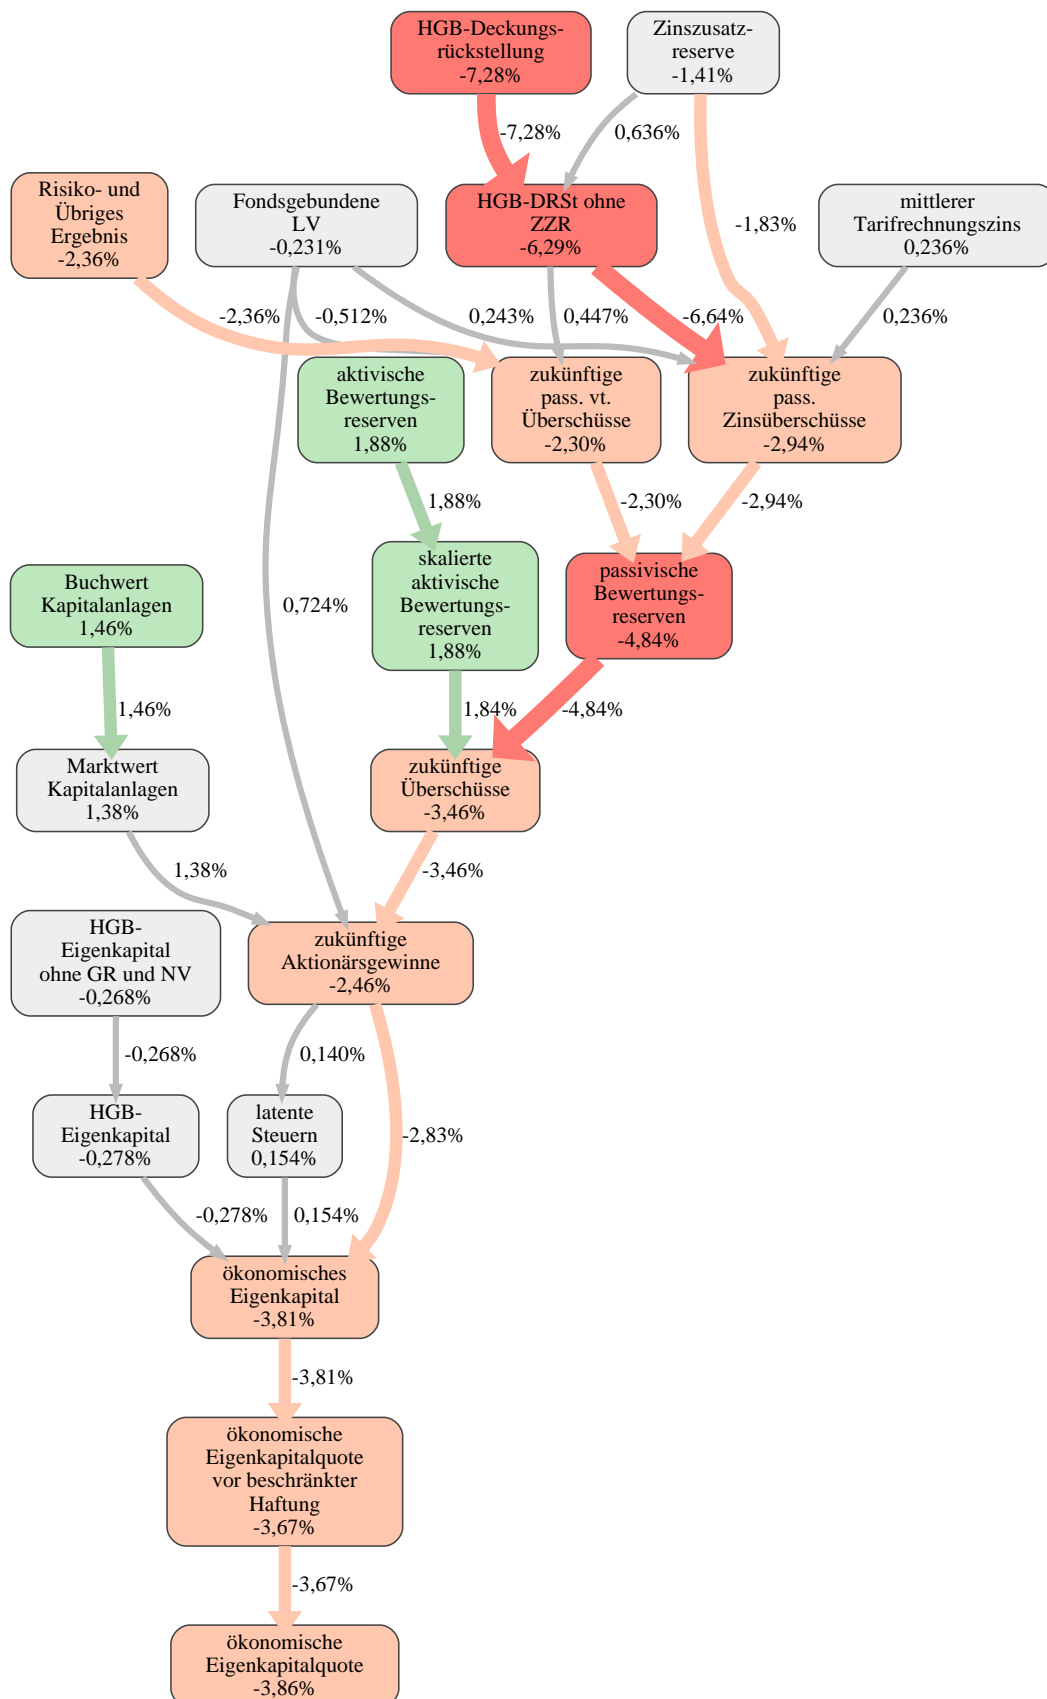 HGB-Deckungs-
rückstellung
-7,28%
Zinszusatz-
reserve
-1,41%
-7,28%
0,636%
Risiko- und
Übriges
Ergebnis
-2,36%
Fondsgebundene
LV
-0,231%
HGB-DRSt ohne
ZZR
-6,29%
-1,83%
mittlerer
Tarifrechnungszins
0,236%
-2,36%
-0,512%
0,243%
0,447%
-6,64%
0,236%
aktivische
Bewertungs-
reserven
1,88%
zukünftige
pass. vt.
Überschüsse
-2,30%
zukünftige
pass.
Zinsüberschüsse
-2,94%
1,88%
-2,30%
-2,94%
Buchwert
Kapitalanlagen
1,46%
0,724%
skalierte
aktivische
Bewertungs-
reserven
1,88%
passivische
Bewertungs-
reserven
-4,84%
1,46%
1,84%
-4,84%
Marktwert
Kapitalanlagen
1,38%
zukünftige
Überschüsse
-3,46%
1,38%
-3,46%
HGB-
Eigenkapital
ohne GR und NV
-0,268%
zukünftige
Aktionärsgewinne
-2,46%
-0,268%
0,140%
-2,83%
HGB-
Eigenkapital
-0,278%
latente
Steuern
0,154%
-0,278%
0,154%
ökonomisches
Eigenkapital
-3,81%
-3,81%
ökonomische
Eigenkapitalquote
vor beschränkter
Haftung
-3,67%
-3,67%
ökonomische
Eigenkapitalquote
-3,86%